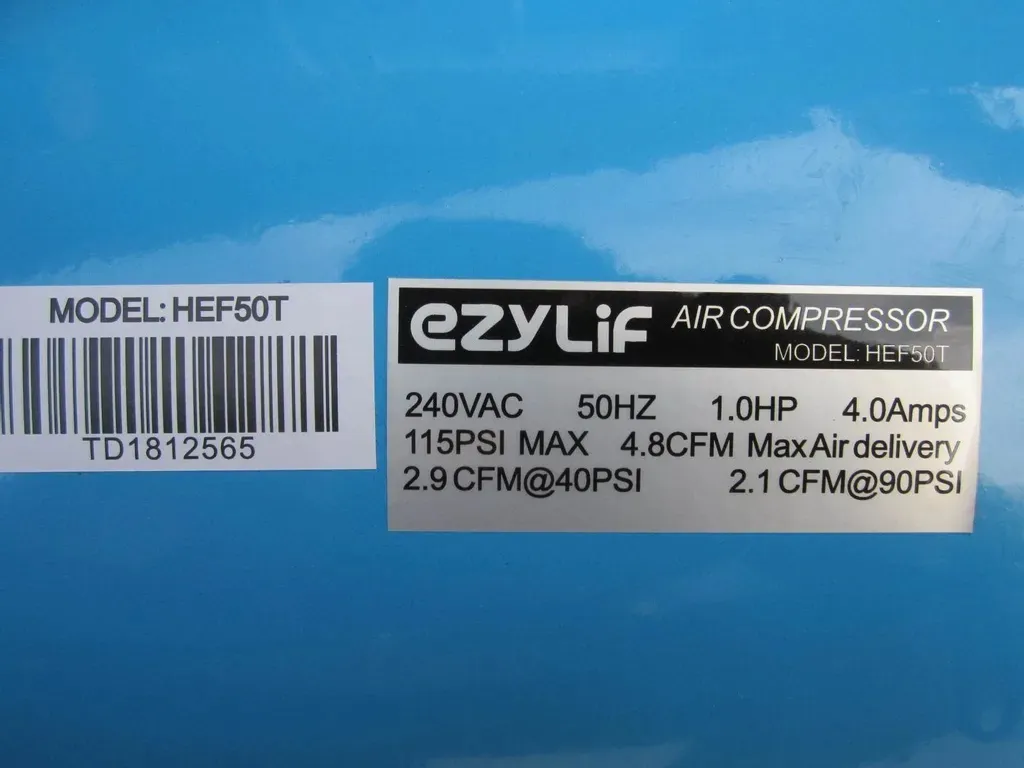 MODEL: HEF50T
TD1812565
ezyLiF AIR COMPRESSOR
MODEL: HEF50T
240VAC 50HZ 1.0HP 4.0Amps
115PSI MAX 4.8CFM Max Air delivery
2.9 CFM@40PSI 2.1 CFM@90PSI